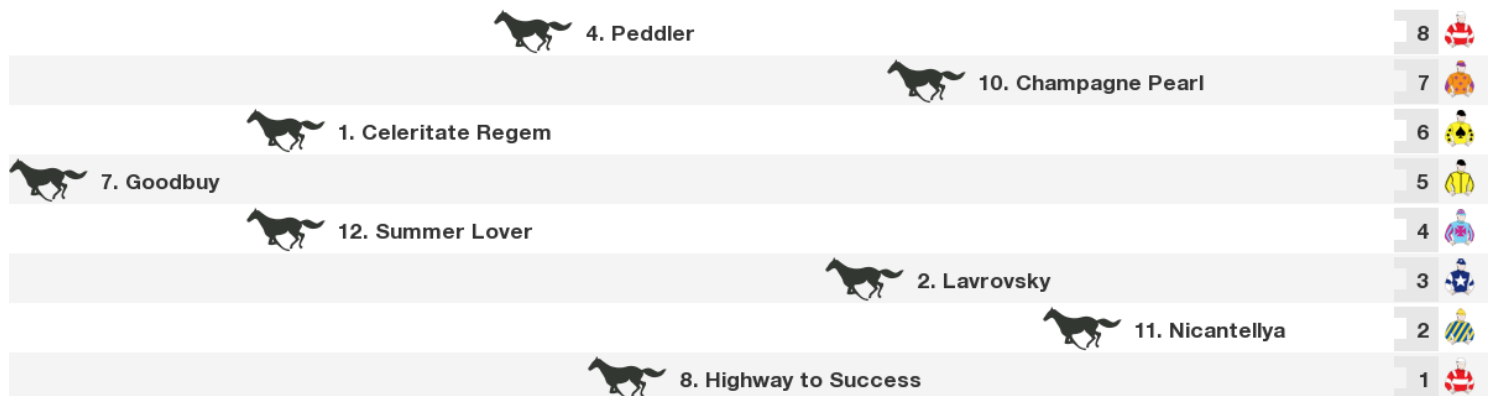 4. Peddler 8
10. Champagne Pearl 7
1. Celeritate Regem 6
7. Goodbuy 5
12. Summer Lover 4
2. Lavrovsky 3
11. Nicantellya 2
8. Highway to Success 1